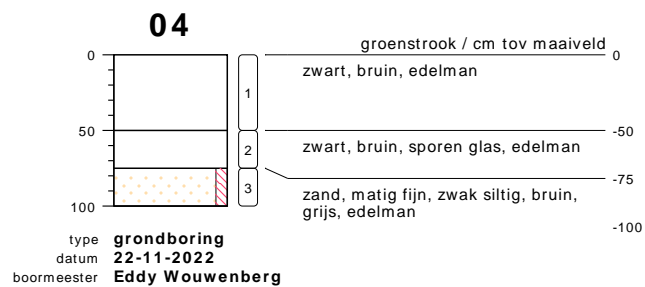 04
groenstrook / cm tov maaiveld
0 0
zwart, bruin, edelman
1
50 -50
zwart, bruin, sporen glas, edelman
2
-75
3
zand, matig fijn, zwak siltig, bruin,
grijs, edelman
100
-100
type grondboring
datum 22-11-2022
boormeester Eddy Wouwenberg